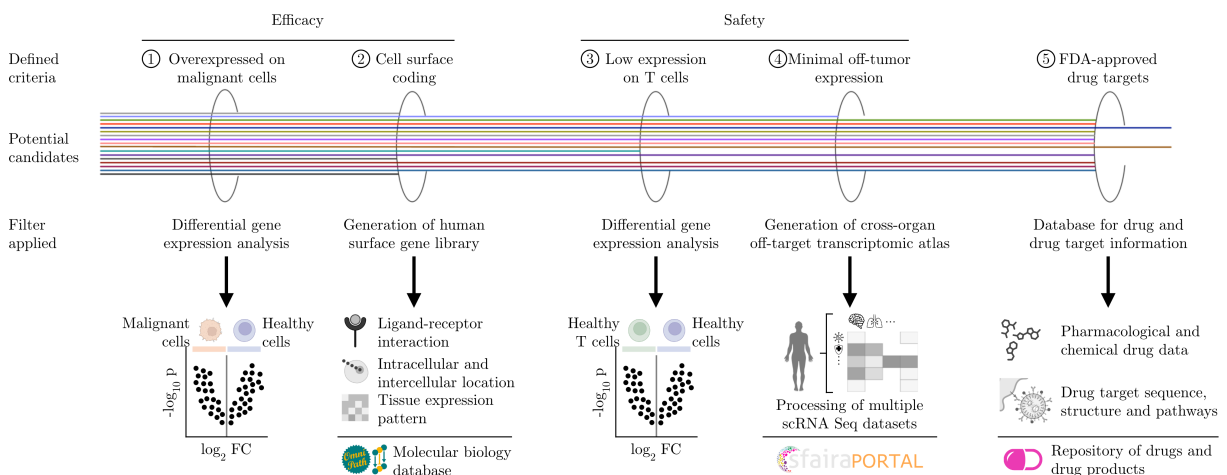 Efficacy
Safety
Defined
criteria
1 Overexpressed on
malignant cells
2 Cell surface
coding
3 Low expression
on T cells
4 Minimal off-tumor
expression
5 FDA-approved
drug targets
Potential
candidates
Filter
applied
Differential gene
expression analysis
Generation of human
surface gene library
Differential gene
expression analysis
Generation of cross-organ
off-target transcriptomic atlas
Database for drug and
drug target information
Malignant
cells
Healthy
cells
-log10 p
log2 FC
Ligand-receptor
interaction
Intracellular and
intercellular location
Tissue expression
pattern
Omni
Path
Molecular biology
database
Healthy
T cells
Healthy
cells
-log10 p
log2 FC
...
Processing of multiple
scRNA Seq datasets
sfairaPORTAL
Pharmacological and
chemical drug data
Drug target sequence,
structure and pathways
Repository of drugs and
drug products